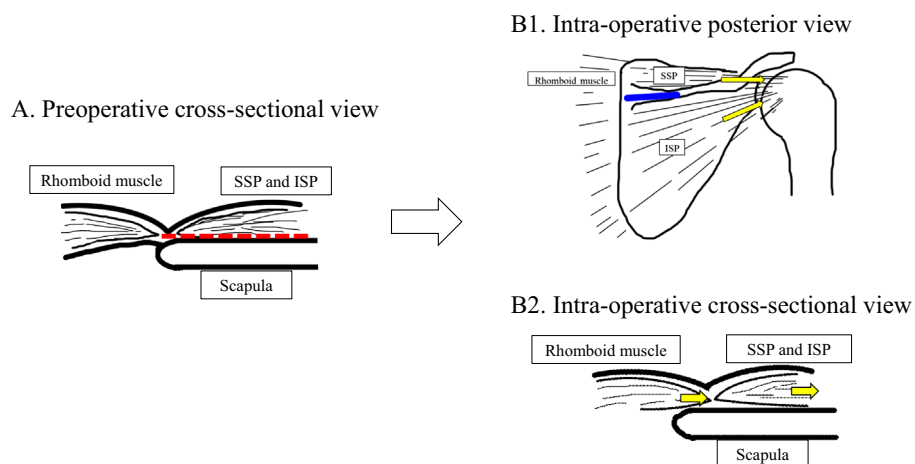 A. Preoperative cross-sectional view
Rhomboid muscle
SSP and ISP
Scapula
B1. Intra-operative posterior view
Rhomboid muscle
SSP
ISP
B2. Intra-operative cross-sectional view
Rhomboid muscle
SSP and ISP
Scapula